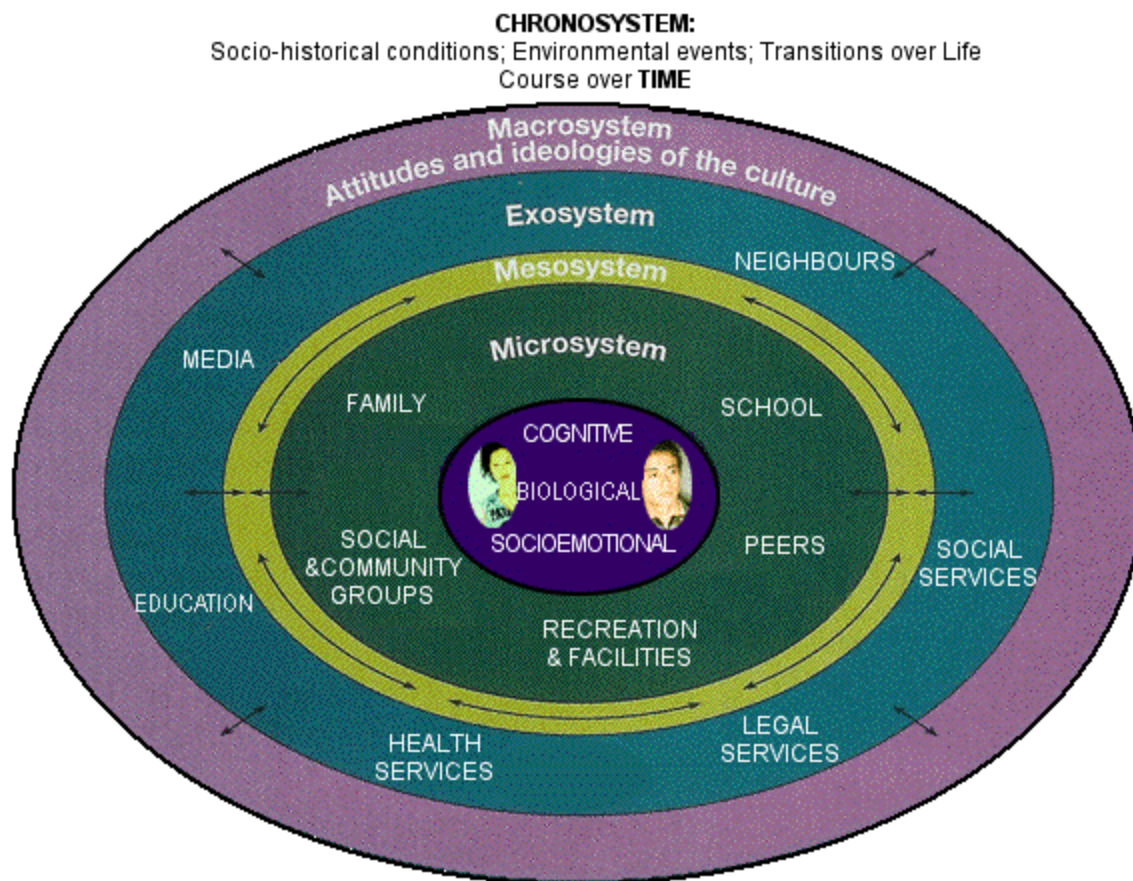 CHRONOSYSTEM:
Socio-historical conditions; Environmental events; Transitions over Life
Course over TIME
Macrosystem
Attitudes and ideologies of the culture
Exosystem
NEIGHBOURS
Mesosystem
Microsystem
MEDIA
FAMILY
SCHOOL
COGNITVE
BIOLOGICAL
SOCIOEMOTIONAL
SOCIAL
&COMMUNITY
GROUPS
PEERS
SOCIAL
SERVICES
EDUCATION
RECREATION
& FACILITIES
HEALTH
SERVICES
LEGAL
SERVICES